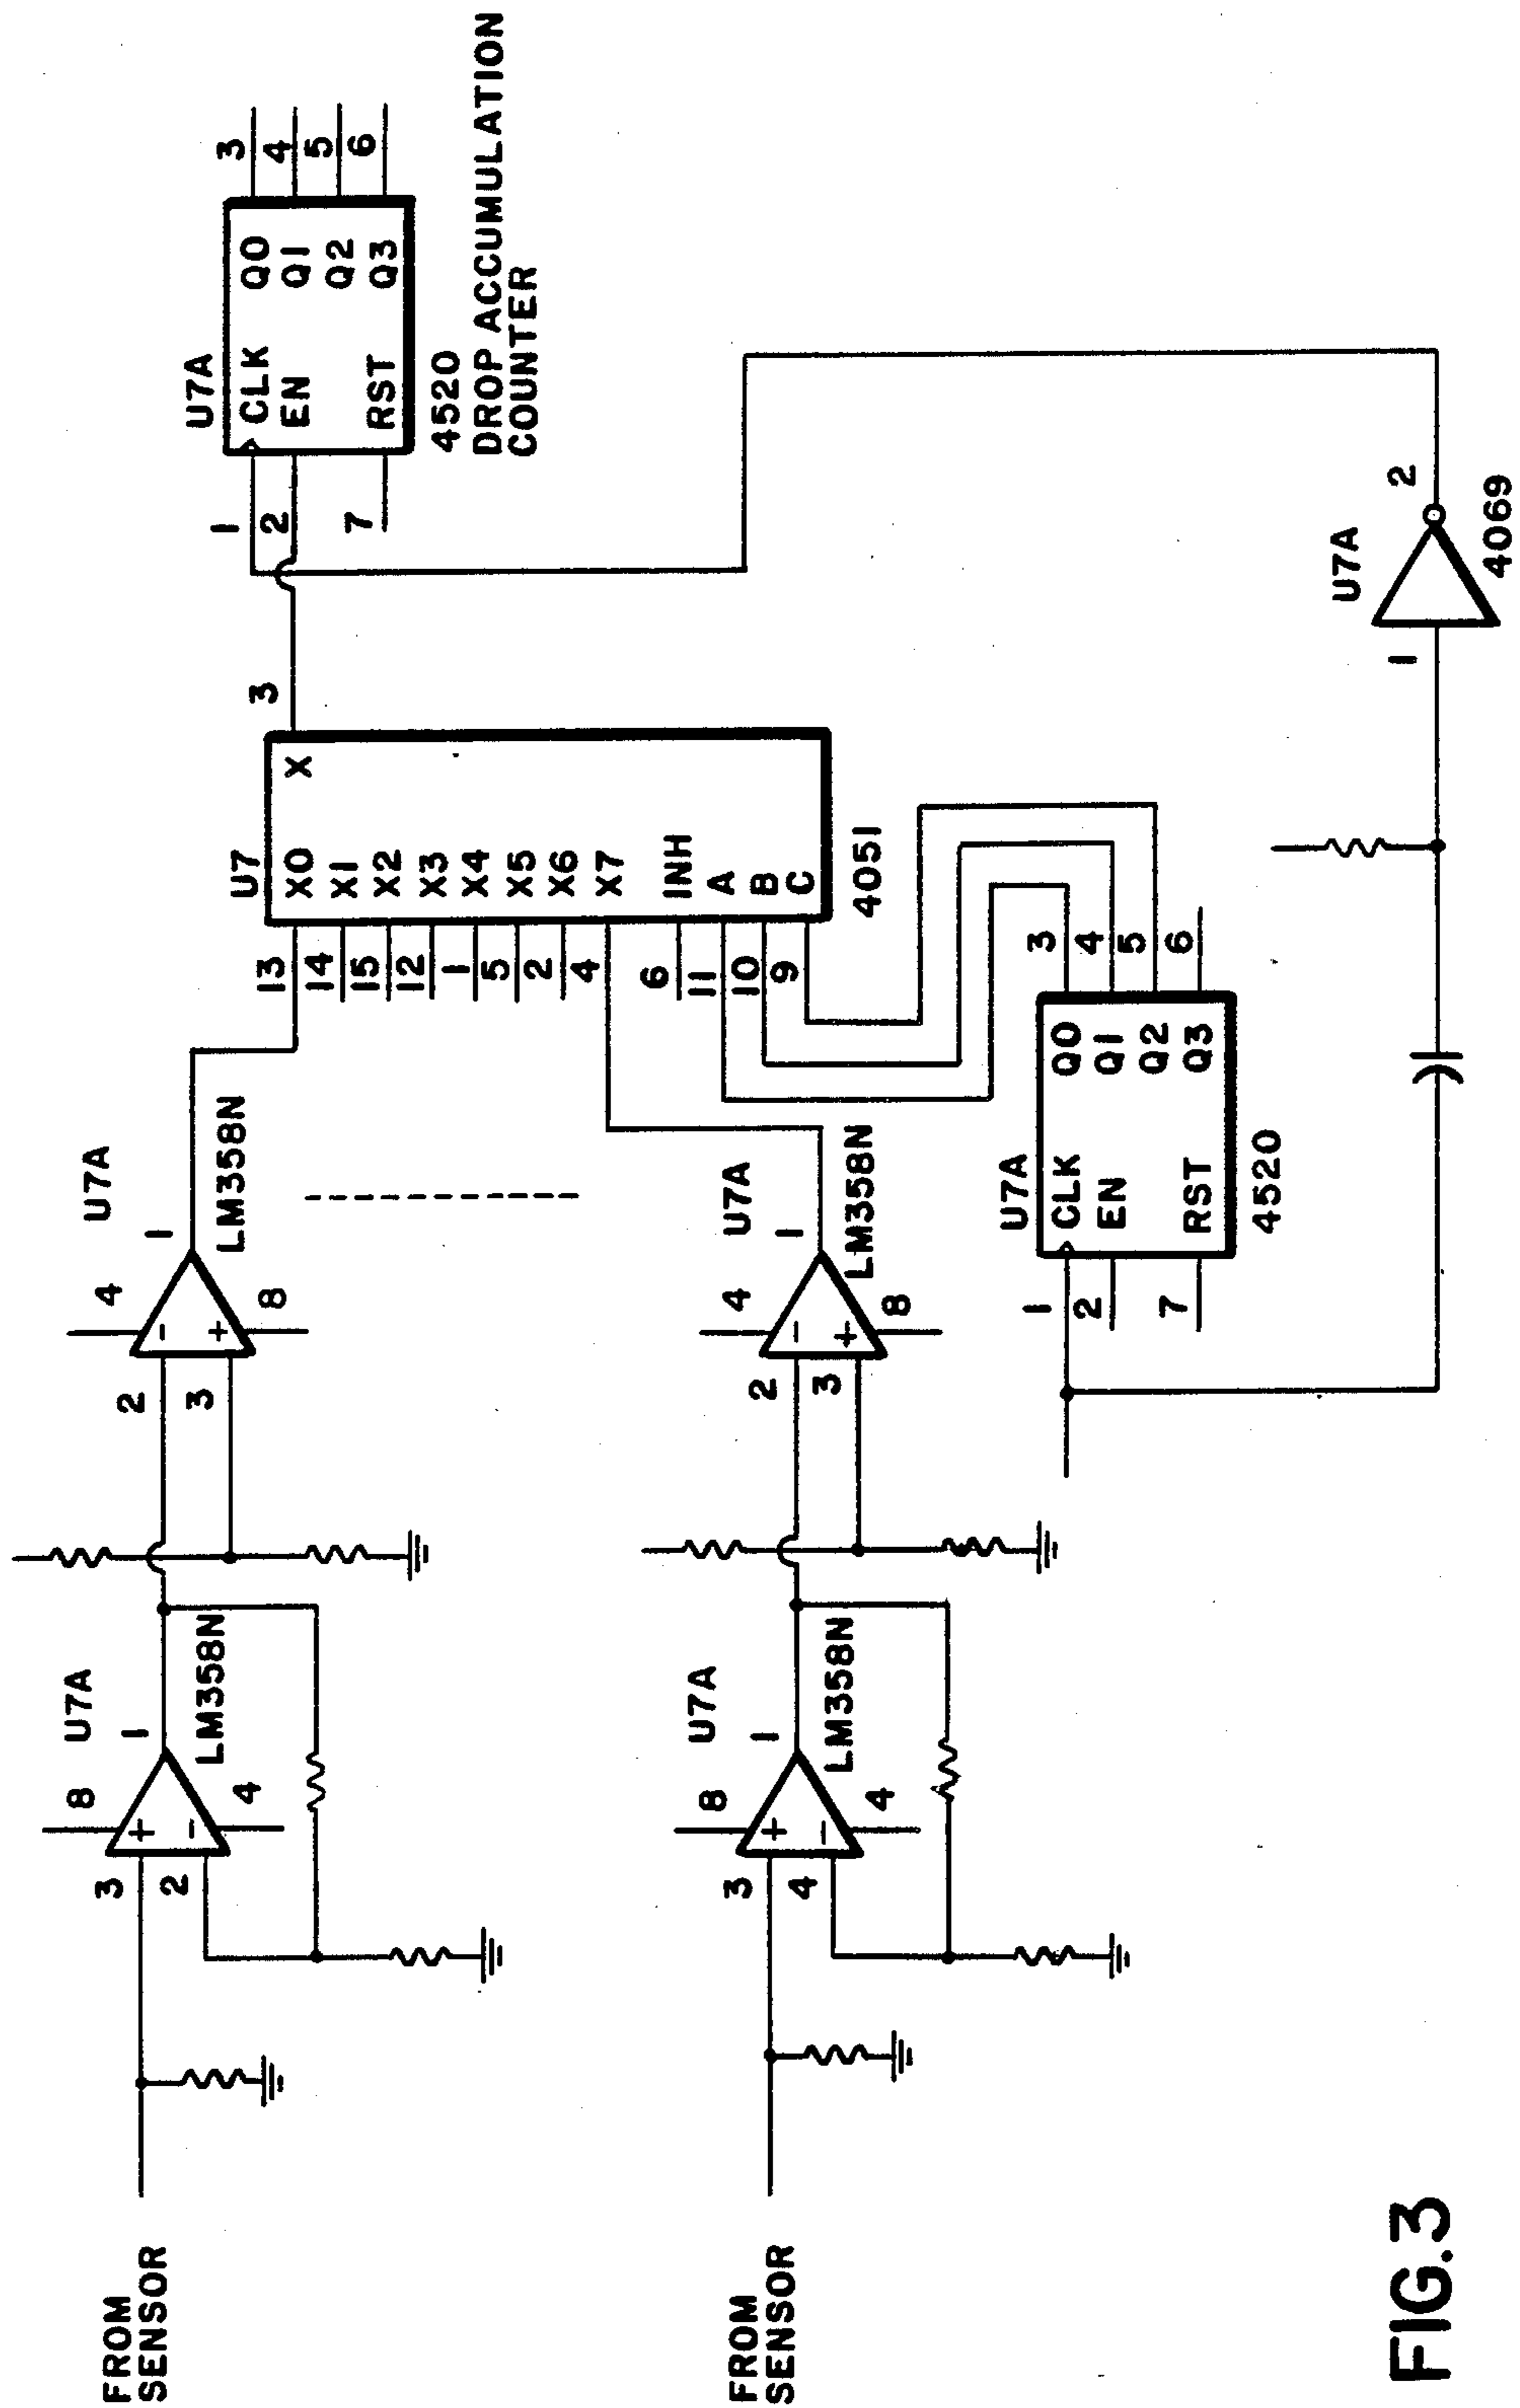 FROM
SENSOR
3
2
8
+
-
4
U7A
1
LM358N
2
3
4
-
+
8
U7A
1
LM358N
FROM
SENSOR
3
4
8
+
-
4
U7A
1
LM358N
2
3
4
-
+
8
U7A
1
LM358N
U7
13 X0 X 3
14 X1
15 X2
12 X3
1 X4
5 X5
2 X6
4 X7
6 INH
11 A
10 B
9 C
4051
U7A
1 CLK Q0 3
2 EN Q1 4
Q2 5
7 RST Q3 6
4520
U7A
1 CLK Q0 3
2 EN Q1 4
Q2 5
7 RST Q3 6
4520
DROP ACCUMULATION
COUNTER
U7A
1
2
4069
FIG.3